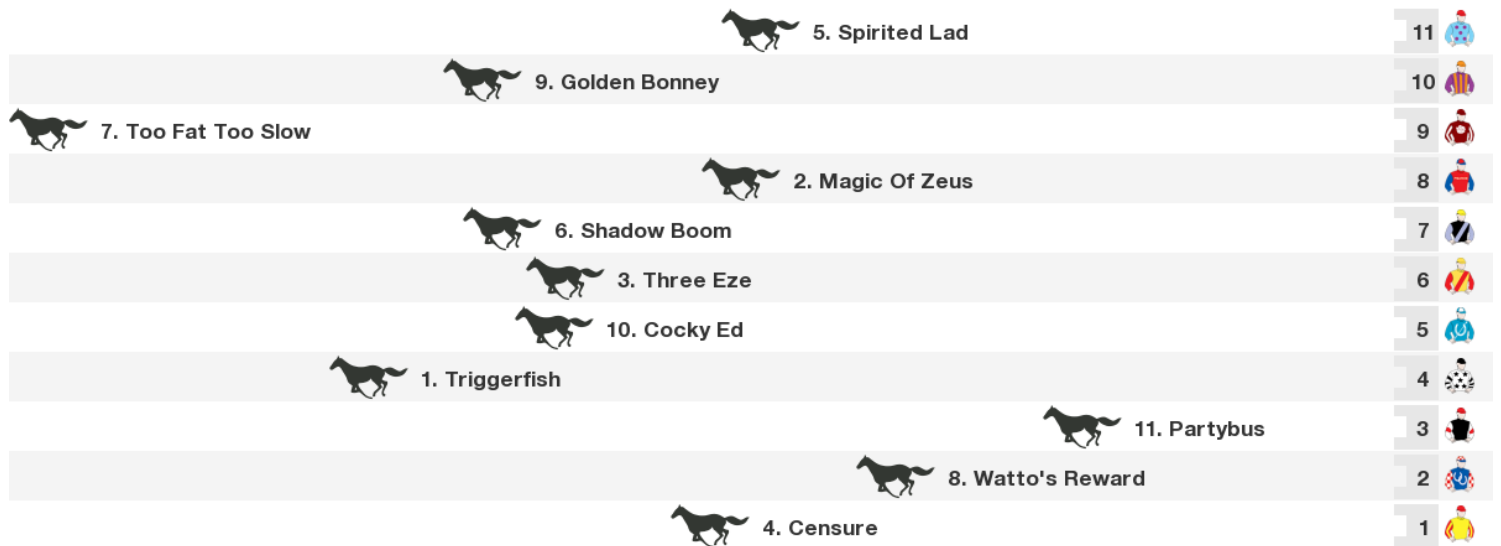 5. Spirited Lad 11
9. Golden Bonney 10
7. Too Fat Too Slow 9
2. Magic Of Zeus 8
6. Shadow Boom 7
3. Three Eze 6
10. Cocky Ed 5
1. Triggerfish 4
11. Partybus 3
8. Watto's Reward 2
4. Censure 1